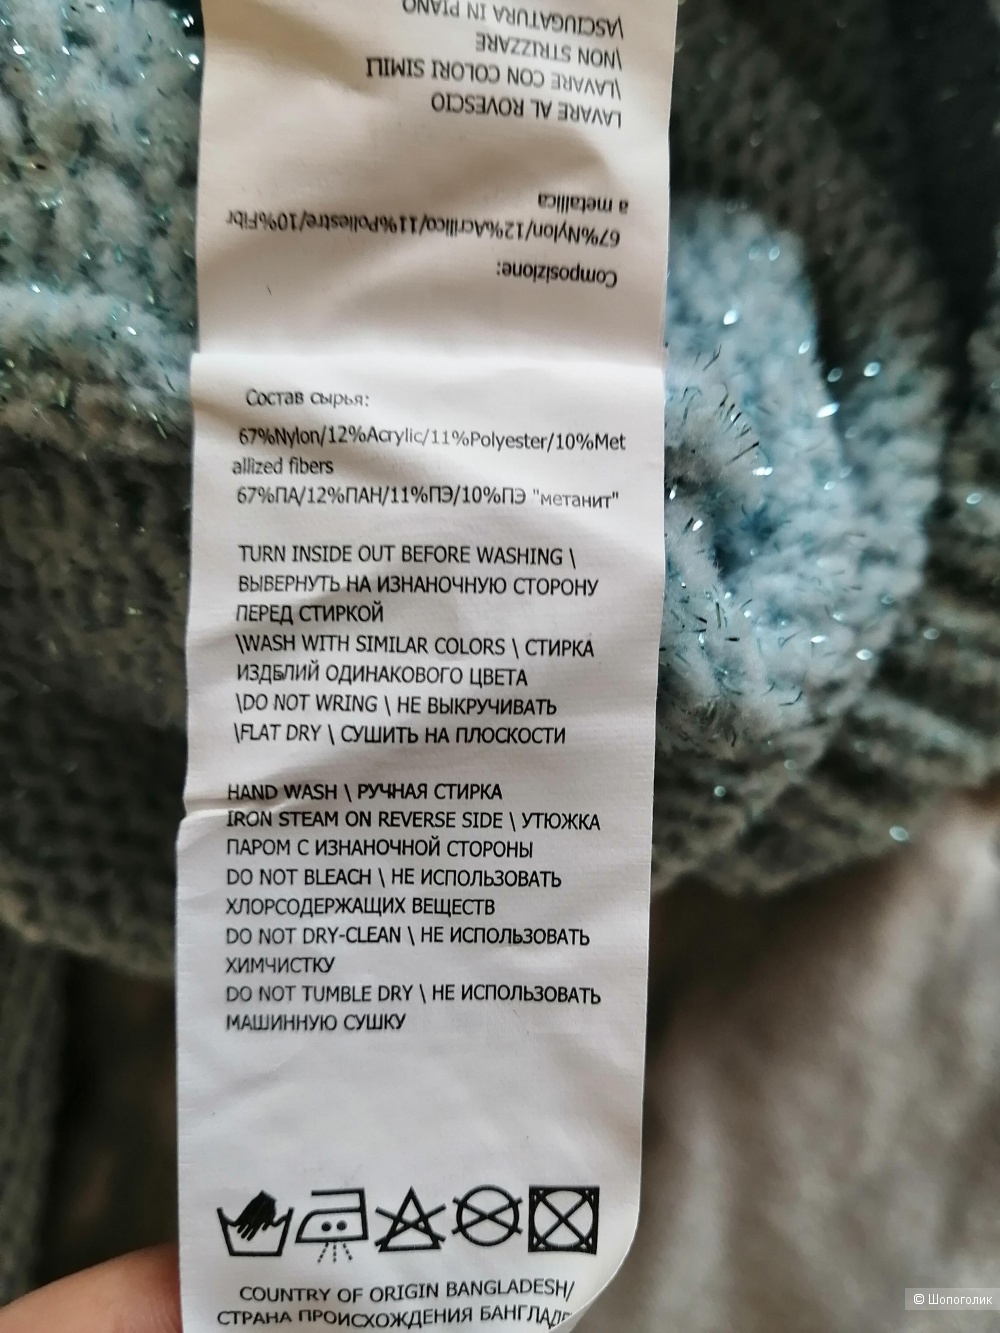 \ASCIUGATURA IN PIANO
\NON STRIZZARE
\LAVARE CON COLORI SIMILI
LAVARE AL ROVESCIO
a metallica
67%Nylon/12%Acrilico/11%Poliestre/10%Fibr
Composizione:
Состав сырья:
67%Nylon/12%Acrylic/11%Polyester/10%Met
allized fibers
67%ПА/12%ПАН/11%ПЭ/10%ПЭ "метанит"
TURN INSIDE OUT BEFORE WASHING \
ВЫВЕРНУТЬ НА ИЗНАНОЧНУЮ СТОРОНУ
ПЕРЕД СТИРКОЙ
\WASH WITH SIMILAR COLORS \ СТИРКА
ИЗДЕЛИЙ ОДИНАКОВОГО ЦВЕТА
\DO NOT WRING \ НЕ ВЫКРУЧИВАТЬ
\FLAT DRY \ СУШИТЬ НА ПЛОСКОСТИ
HAND WASH \ РУЧНАЯ СТИРКА
IRON STEAM ON REVERSE SIDE \ УТЮЖКА
ПАРОМ С ИЗНАНОЧНОЙ СТОРОНЫ
DO NOT BLEACH \ НЕ ИСПОЛЬЗОВАТЬ
ХЛОРСОДЕРЖАЩИХ ВЕЩЕСТВ
DO NOT DRY-CLEAN \ НЕ ИСПОЛЬЗОВАТЬ
ХИМЧИСТКУ
DO NOT TUMBLE DRY \ НЕ ИСПОЛЬЗОВАТЬ
МАШИННУЮ СУШКУ
COUNTRY OF ORIGIN BANGLADESH/
СТРАНА ПРОИСХОЖДЕНИЯ БАНГЛАД
© Шопоголик